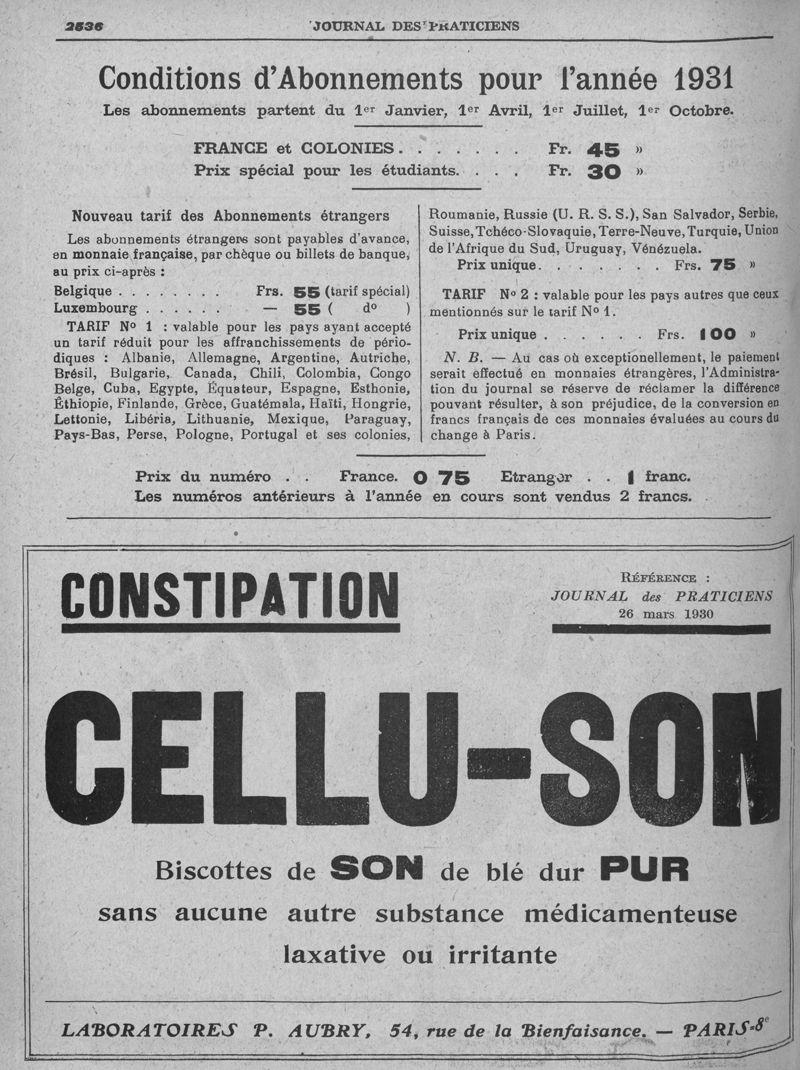 2536 JOURNAL DES PRATICIENS
Conditions d'Abonnements pour l'année 1931
Les abonnements partent du 1er Janvier, 1er Avril, 1er Juillet, 1er Octobre.
FRANCE et COLONIES. . . . . . . . Fr. 45 »
Prix spécial pour les étudiants. . . . Fr. 30 »
Nouveau tarif des Abonnements étrangers
Les abonnements étrangers sont payables d'avance,
en monnaie française, par chèque ou billets de banque,
au prix ci-après :
Belgique . . . . . . . . Frs. 55 (tarif spécial)
Luxembourg . . . . . . — 55 ( do )
TARIF No 1 : valable pour les pays ayant accepté
un tarif réduit pour les affranchissements de pério-
diques : Albanie, Allemagne, Argentine, Autriche,
Brésil, Bulgarie, Canada, Chili, Colombia, Congo
Belge, Cuba, Egypte, Équateur, Espagne, Esthonie,
Éthiopie, Finlande, Grèce, Guatémala, Haïti, Hongrie,
Lettonie, Libéria, Lithuanie, Mexique, Paraguay,
Pays-Bas, Perse, Pologne, Portugal et ses colonies,
Roumanie, Russie (U. R. S. S.), San Salvador, Serbie,
Suisse, Tchéco-Slovaquie, Terre-Neuve, Turquie, Union
de l'Afrique du Sud, Uruguay, Vénézuela.
Prix unique. . . . . . . . Frs. 75 »
TARIF No 2 : valable pour les pays autres que ceux
mentionnés sur le tarif No 1.
Prix unique . . . . . . Frs. 100 »
N. B. — Au cas où exceptionellement, le paiement
serait effectué en monnaies étrangères, l'Administra-
tion du journal se réserve de réclamer la différence
pouvant résulter, à son préjudice, de la conversion en
francs français de ces monnaies évaluées au cours du
change à Paris.
Prix du numéro . . France. 0 75 Etranger . . 1 franc.
Les numéros antérieurs à l'année en cours sont vendus 2 francs.
CONSTIPATION
RÉFÉRENCE :
JOURNAL des PRATICIENS
26 mars 1930
CELLU-SON
Biscottes de SON de blé dur PUR
sans aucune autre substance médicamenteuse
laxative ou irritante
LABORATOIRES P. AUBRY, 54, rue de la Bienfaisance. — PARIS-8e